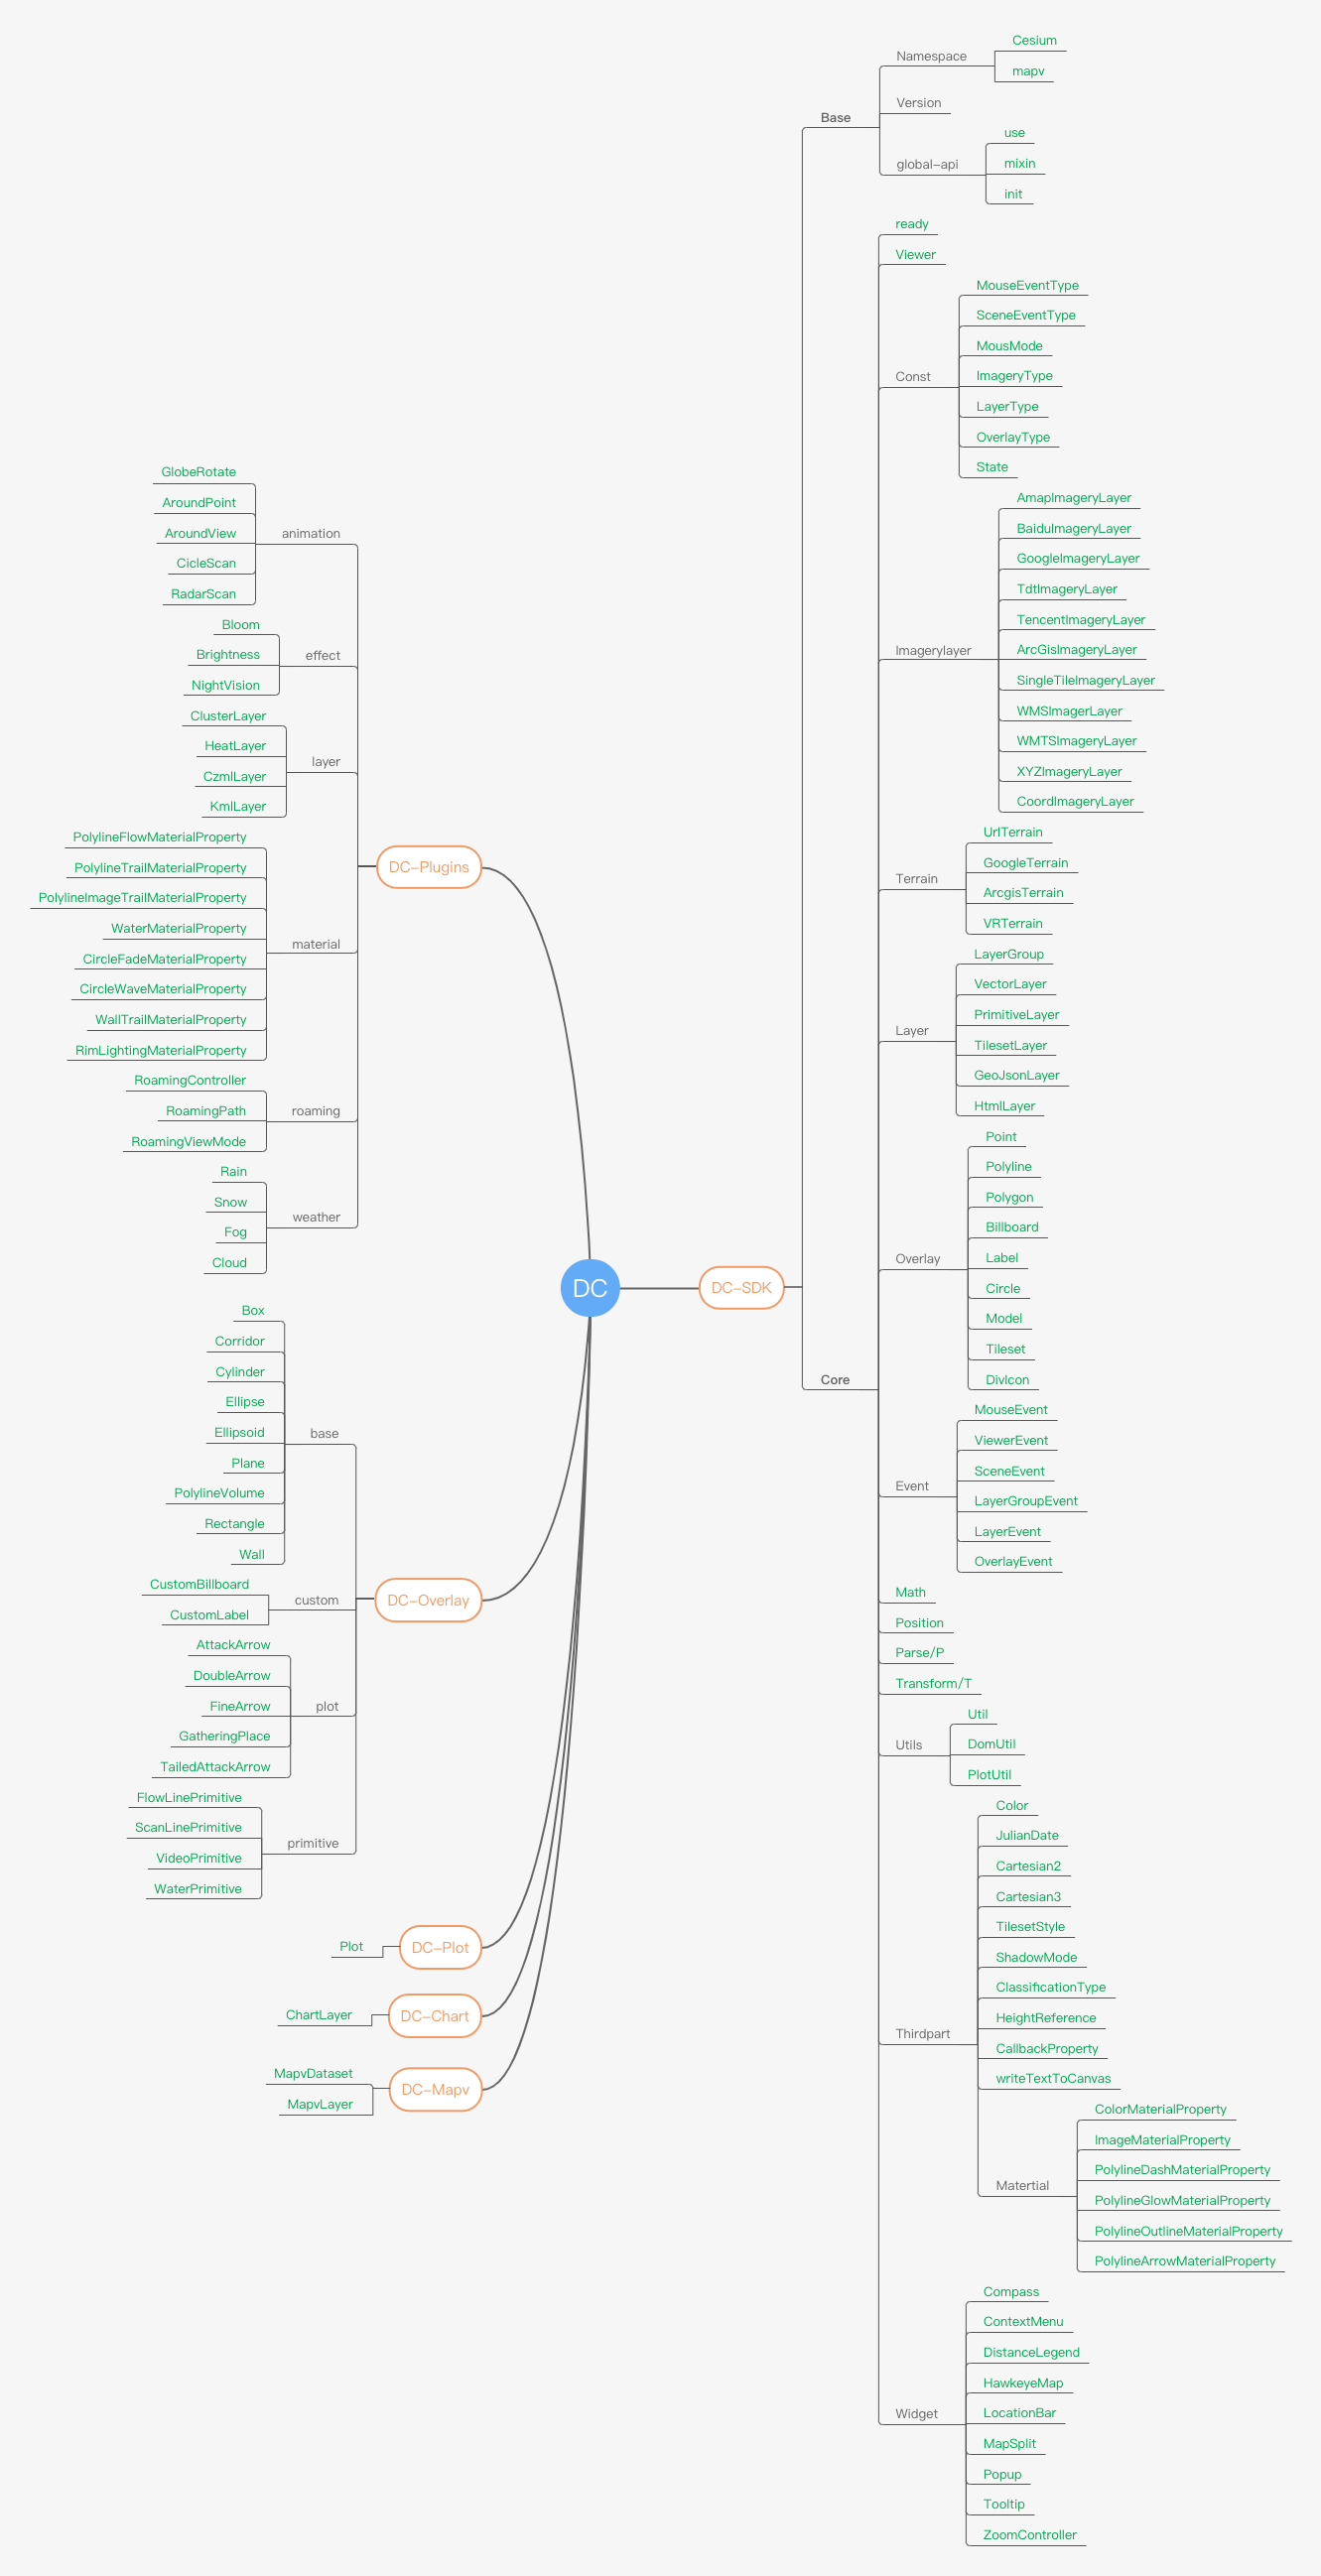 DC
DC-SDK
Base
Namespace
Cesium
mapv
Version
global-api
use
mixin
init
Core
ready
Viewer
Const
MouseEventType
SceneEventType
MousMode
ImageryType
LayerType
OverlayType
State
Imagerylayer
AmapImageryLayer
BaiduImageryLayer
GoogleImageryLayer
TdtImageryLayer
TencentImageryLayer
ArcGisImageryLayer
SingleTileImageryLayer
WMSImagerLayer
WMTSImageryLayer
XYZImageryLayer
CoordImageryLayer
Terrain
UrlTerrain
GoogleTerrain
ArcgisTerrain
VRTerrain
Layer
LayerGroup
VectorLayer
PrimitiveLayer
TilesetLayer
GeoJsonLayer
HtmlLayer
Overlay
Point
Polyline
Polygon
Billboard
Label
Circle
Model
Tileset
DivIcon
Event
MouseEvent
ViewerEvent
SceneEvent
LayerGroupEvent
LayerEvent
OverlayEvent
Math
Position
Parse/P
Transform/T
Utils
Util
DomUtil
PlotUtil
Thirdpart
Color
JulianDate
Cartesian2
Cartesian3
TilesetStyle
ShadowMode
ClassificationType
HeightReference
CallbackProperty
writeTextToCanvas
Matertial
ColorMaterialProperty
ImageMaterialProperty
PolylineDashMaterialProperty
PolylineGlowMaterialProperty
PolylineOutlineMaterialProperty
PolylineArrowMaterialProperty
Widget
Compass
ContextMenu
DistanceLegend
HawkeyeMap
LocationBar
MapSplit
Popup
Tooltip
ZoomController
DC-Plugins
animation
GlobeRotate
AroundPoint
AroundView
CicleScan
RadarScan
effect
Bloom
Brightness
NightVision
layer
ClusterLayer
HeatLayer
CzmlLayer
KmlLayer
material
PolylineFlowMaterialProperty
PolylineTrailMaterialProperty
PolylineImageTrailMaterialProperty
WaterMaterialProperty
CircleFadeMaterialProperty
CircleWaveMaterialProperty
WallTrailMaterialProperty
RimLightingMaterialProperty
roaming
RoamingController
RoamingPath
RoamingViewMode
weather
Rain
Snow
Fog
Cloud
DC-Overlay
base
Box
Corridor
Cylinder
Ellipse
Ellipsoid
Plane
PolylineVolume
Rectangle
Wall
custom
CustomBillboard
CustomLabel
plot
AttackArrow
DoubleArrow
FineArrow
GatheringPlace
TailedAttackArrow
primitive
FlowLinePrimitive
ScanLinePrimitive
VideoPrimitive
WaterPrimitive
DC-Plot
Plot
DC-Chart
ChartLayer
DC-Mapv
MapvDataset
MapvLayer